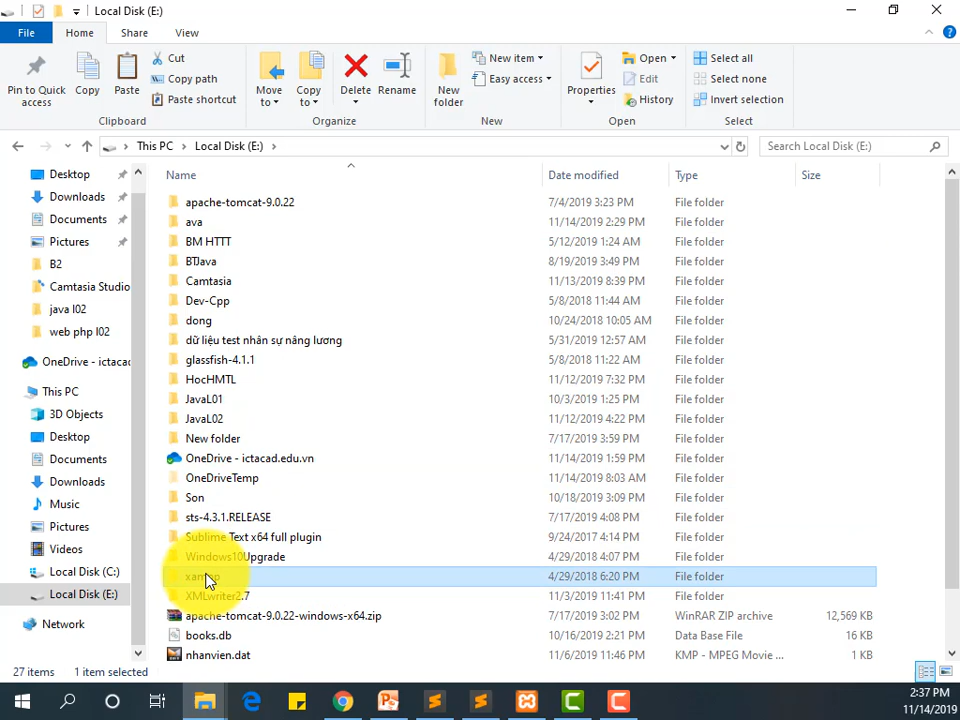 Local Disk (E:)
File Home Share View
Pin to Quick access
Copy
Paste
Cut
Copy path
Paste shortcut
Clipboard
Move to
Copy to
Delete
Rename
Organize
New folder
New item
Easy access
New
Properties
Open
Edit
History
Open
Select all
Select none
Invert selection
Select
This PC Local Disk (E:)
Search Local Disk (E:)
Desktop
Downloads
Documents
Pictures
B2
Camtasia Studio
java l02
web php l02
OneDrive - ictacad
This PC
3D Objects
Desktop
Documents
Downloads
Music
Pictures
Videos
Local Disk (C:)
Local Disk (E:)
Network
Name Date modified Type Size
apache-tomcat-9.0.22 7/4/2019 3:23 PM File folder
ava 11/14/2019 2:29 PM File folder
BM HTTT 5/12/2019 1:24 AM File folder
BTJava 8/19/2019 3:49 PM File folder
Camtasia 11/13/2019 8:39 PM File folder
Dev-Cpp 5/8/2018 11:44 AM File folder
dong 10/24/2018 10:05 AM File folder
dữ liệu test nhân sự năng lương 5/31/2019 12:57 AM File folder
glassfish-4.1.1 5/8/2018 11:22 AM File folder
HocHMTL 11/12/2019 7:32 PM File folder
JavaL01 10/3/2019 1:25 PM File folder
JavaL02 11/12/2019 4:22 PM File folder
New folder 7/17/2019 3:59 PM File folder
OneDrive - ictacad.edu.vn 11/14/2019 1:59 PM File folder
OneDriveTemp 11/14/2019 8:03 AM File folder
Son 10/18/2019 3:09 PM File folder
sts-4.3.1.RELEASE 7/17/2019 4:08 PM File folder
Sublime Text x64 full plugin 9/24/2017 4:14 PM File folder
Windows10Upgrade 4/29/2018 4:07 PM File folder
xampp 4/29/2018 6:20 PM File folder
XMLwriter2.7 11/3/2019 11:41 PM File folder
apache-tomcat-9.0.22-windows-x64.zip 7/17/2019 3:02 PM WinRAR ZIP archive 12,569 KB
books.db 10/16/2019 2:21 PM Data Base File 16 KB
nhanvien.dat 11/6/2019 11:46 PM KMP - MPEG Movie ... 1 KB
27 items 1 item selected
2:37 PM
11/14/2019